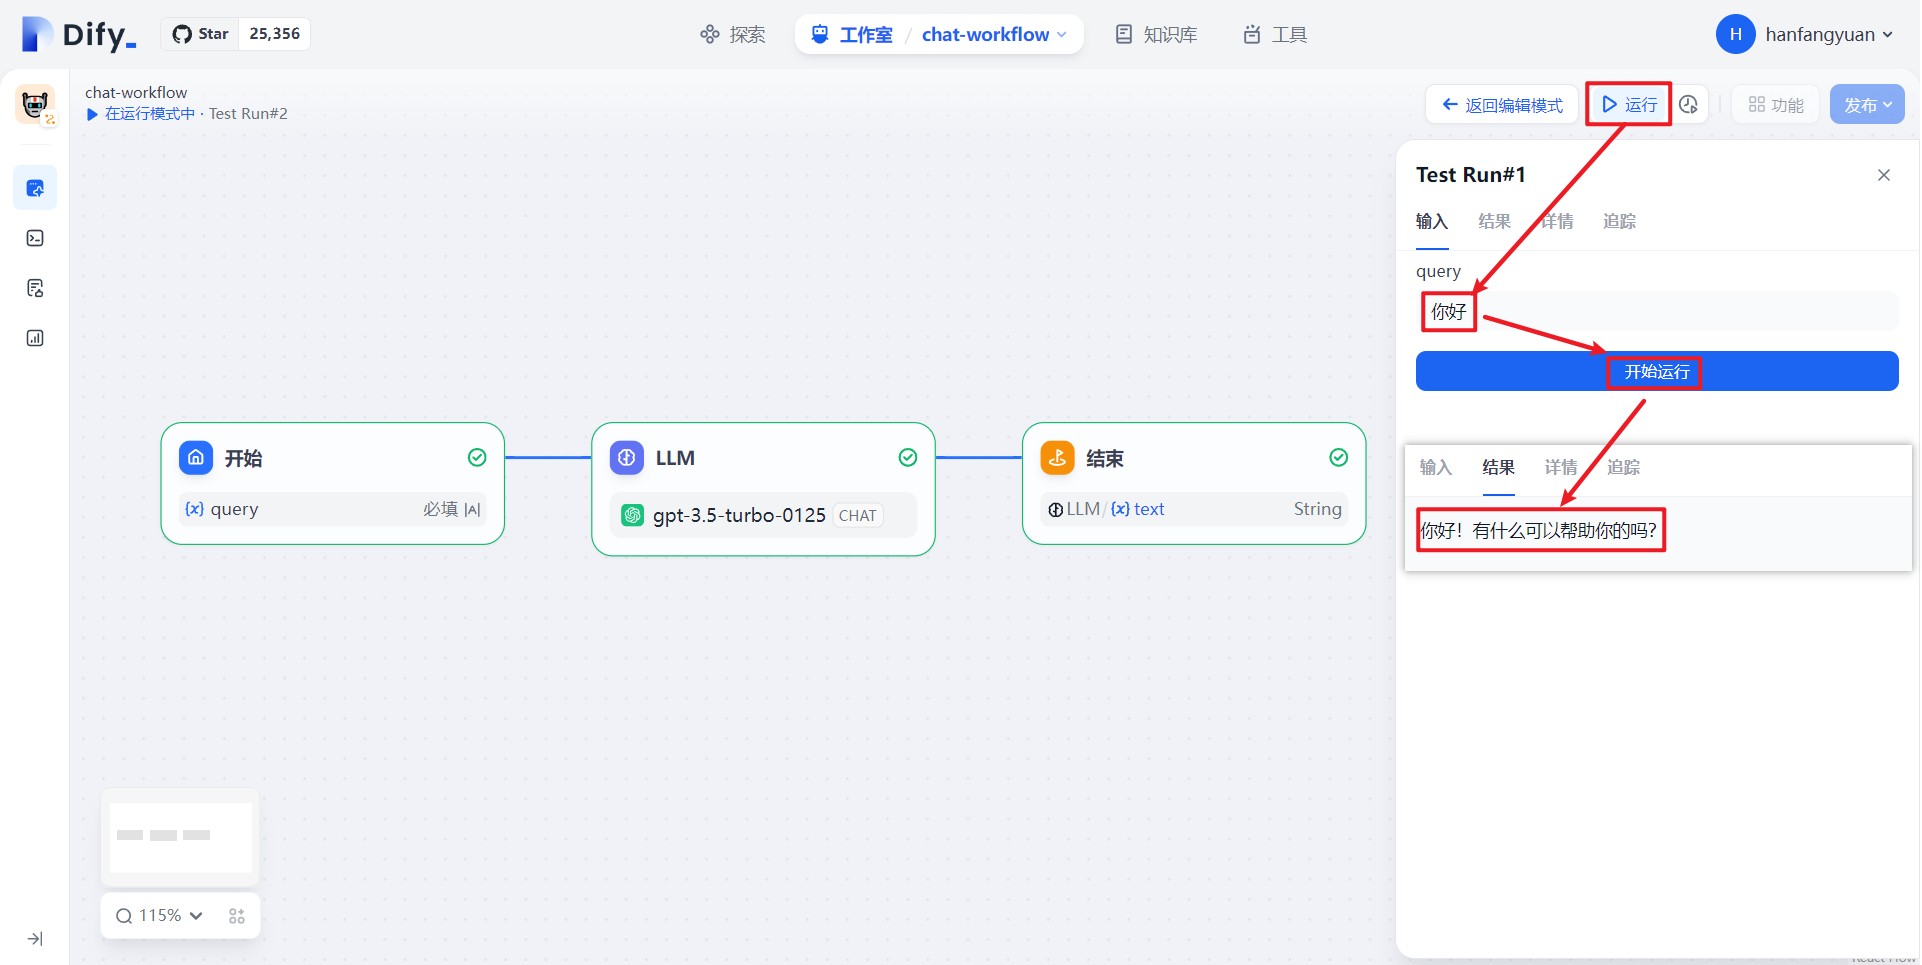 Dify_
Star 25,356
探索
工作室 / chat-workflow
知识库
工具
H hanfangyuan
chat-workflow
在运行模式中 · Test Run#2
返回编辑模式
运行
功能
发布
Test Run#1
输入 结果 详情 追踪
query
你好
开始运行
输入 结果 详情 追踪
你好！有什么可以帮助你的吗？
开始
{x} query 必填
LLM
gpt-3.5-turbo-0125 CHAT
结束
LLM / {x} text String
115%
React Flow